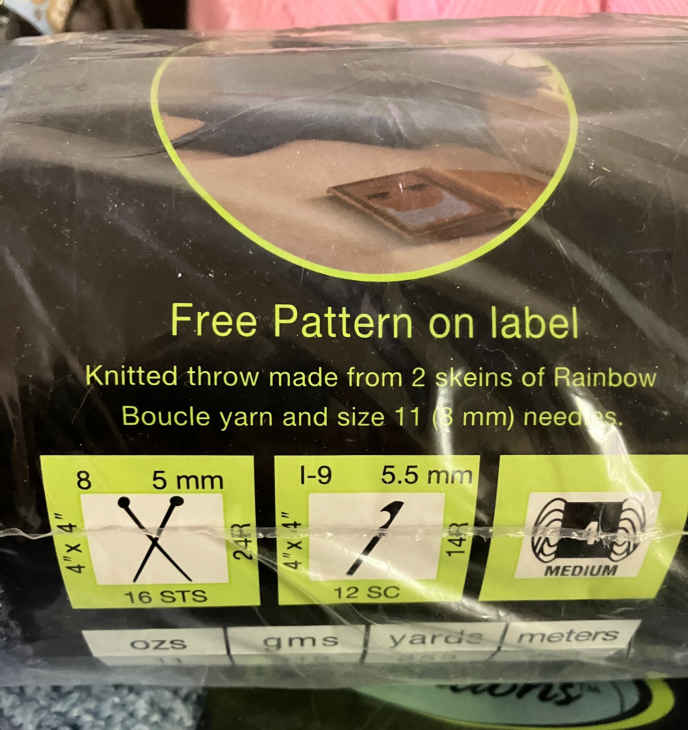 Free Pattern on label
Knitted throw made from 2 skeins of Rainbow
Boucle yarn and size 11 (8 mm) needles.
8 5 mm
4"x 4"
24R
16 STS
I-9 5.5 mm
4"x 4"
14R
12 SC
4
MEDIUM
ozs gms yards meters
11